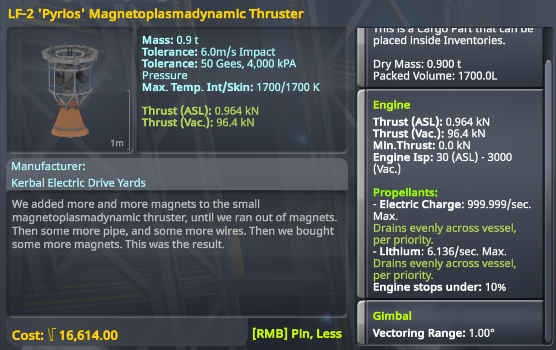 LF-2 'Pyrios' Magnetoplasmadynamic Thruster
Mass: 0.9 t
Tolerance: 6.0m/s Impact
Tolerance: 50 Gees, 4,000 kPA
Pressure
Max. Temp. Int/Skin: 1700/1700 K
Thrust (ASL): 0.964 kN
Thrust (Vac.): 96.4 kN
1m
Manufacturer:
Kerbal Electric Drive Yards
We added more and more magnets to the small
magnetoplasmadynamic thruster, until we ran out of magnets.
Then some more pipe, and some more wires. Then we bought
some more magnets. This was the result.
Cost: 16,614.00
[RMB] Pin, Less
This is a Cargo Part that can be
placed inside Inventories.
Dry Mass: 0.900 t
Packed Volume: 1700.0L
Engine
Thrust (ASL): 0.964 kN
Thrust (Vac.): 96.4 kN
Min.Thrust: 0.0 kN
Engine Isp: 30 (ASL) - 3000
(Vac.)
Propellants:
- Electric Charge: 999.999/sec.
Max.
Drains evenly across vessel,
per priority.
- Lithium: 6.136/sec. Max.
Drains evenly across vessel,
per priority.
Engine stops under: 10%
Gimbal
Vectoring Range: 1.00°